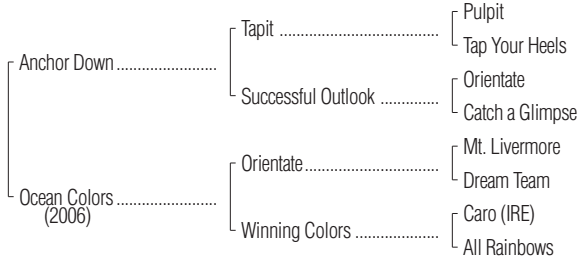 Pulpit
Tapit ......................................
Tap Your Heels
Anchor Down ........................
Orientate
Successful Outlook ..............
Catch a Glimpse
Mt. Livermore
Orientate................................
Dream Team
Ocean Colors ........................
(2006)
Caro (IRE)
Winning Colors ....................
All Rainbows